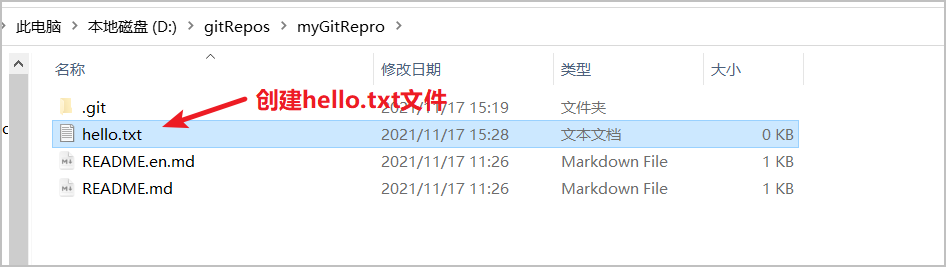 此电脑 > 本地磁盘 (D:) > gitRepos > myGitRepro >
名称 修改日期 类型 大小
创建hello.txt文件
.git 2021/11/17 15:19 文件夹
hello.txt 2021/11/17 15:28 文本文档 0 KB
README.en.md 2021/11/17 11:26 Markdown File 1 KB
README.md 2021/11/17 11:26 Markdown File 1 KB